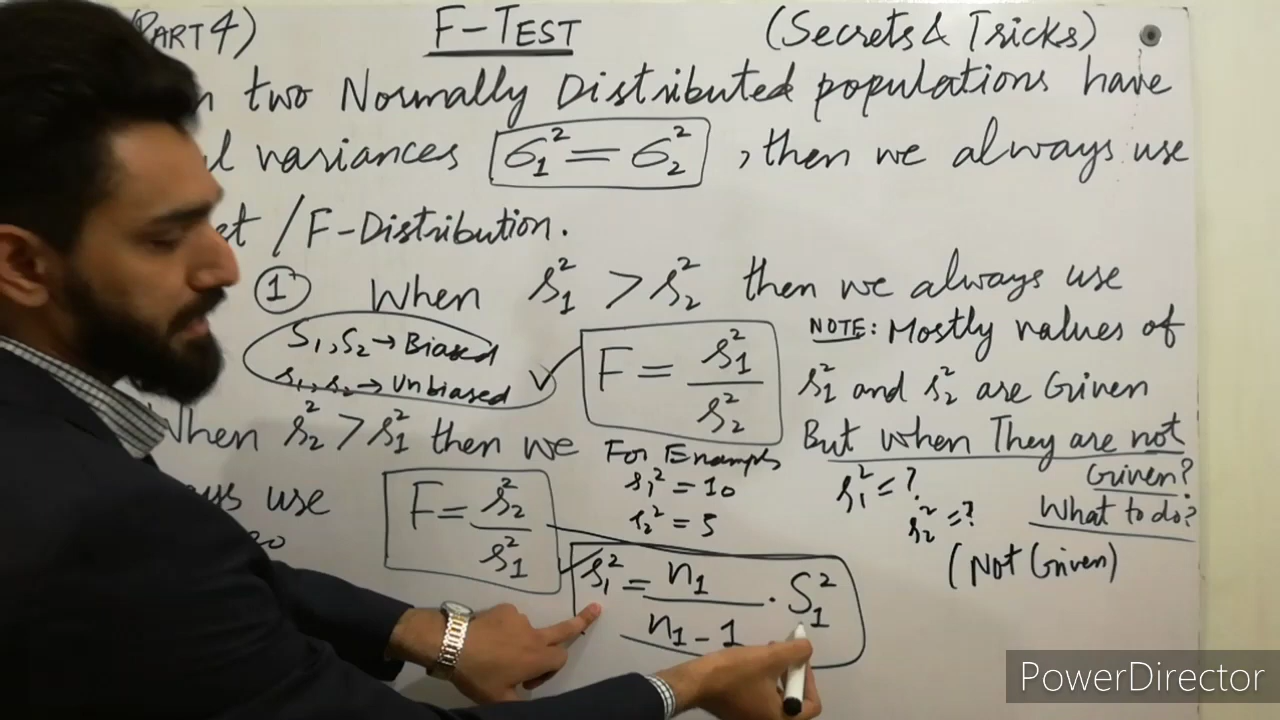 PART 4) F-TEST (Secrets & Tricks)
two Normally Distributed populations have
variances σ₁² = σ₂² , then we always use
/ F-Distribution.
① When s₁² > s₂² then we always use
S₁, S₂ → Biased
s₁, s₂ → Unbiased
F = s₁² / s₂²
NOTE: Mostly values of
s₁² and s₂² are Given
But when They are not
Given?
What to do?
s₁² = ?
s₂² = ?
(Not Given)
When s₂² > s₁² then we
use
F = s₂² / s₁²
For Example
s₁² = 10
s₂² = 5
s₁² = n₁ / n₁ - 1 . S₁²
PowerDirector